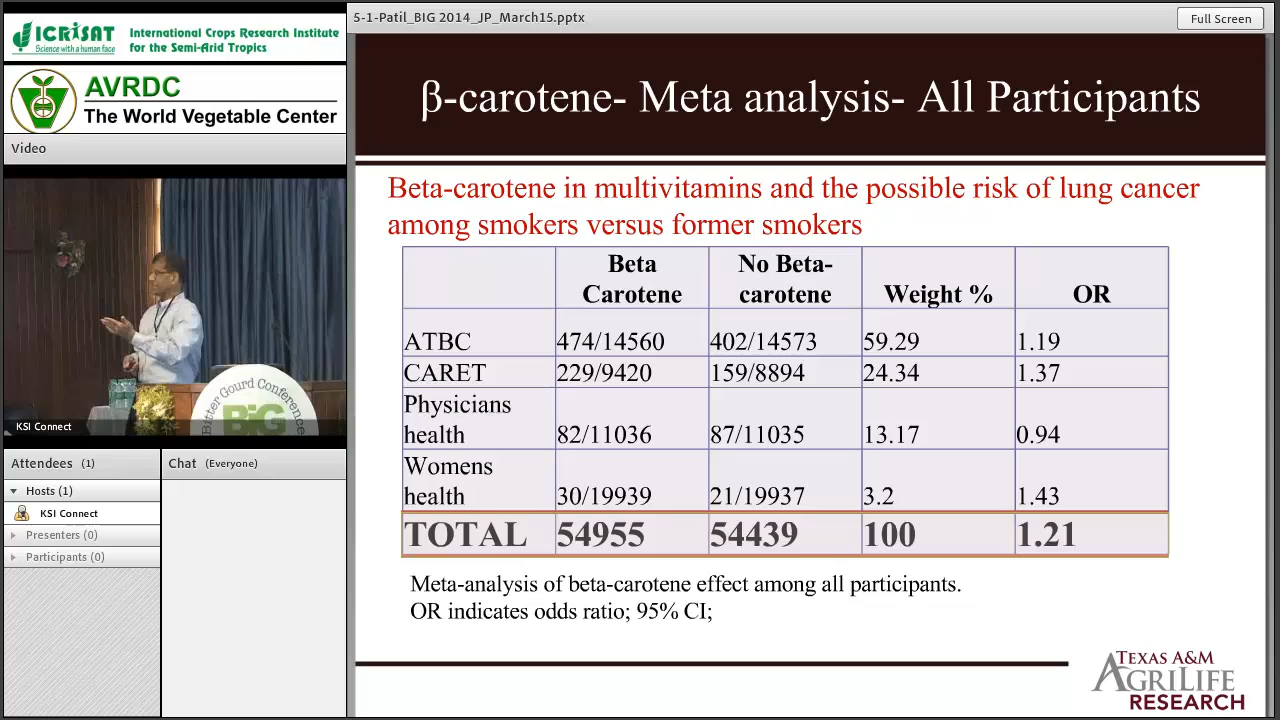 ICRISAT
Science with a human face
International Crops Research Institute
for the Semi-Arid Tropics
AVRDC
The World Vegetable Center
Video
Bitter Gourd Conference
BiG
KSI Connect
Attendees (1)
Hosts (1)
KSI Connect
Presenters (0)
Participants (0)
Chat (Everyone)
5-1-Patil_BIG 2014_JP_March15.pptx
Full Screen
β-carotene- Meta analysis- All Participants
Beta-carotene in multivitamins and the possible risk of lung cancer
among smokers versus former smokers
Beta No Beta-
Carotene carotene Weight % OR
ATBC 474/14560 402/14573 59.29 1.19
CARET 229/9420 159/8894 24.34 1.37
Physicians
health 82/11036 87/11035 13.17 0.94
Womens
health 30/19939 21/19937 3.2 1.43
TOTAL 54955 54439 100 1.21
Meta-analysis of beta-carotene effect among all participants.
OR indicates odds ratio; 95% CI;
TEXAS A&M
AGRILIFE
RESEARCH